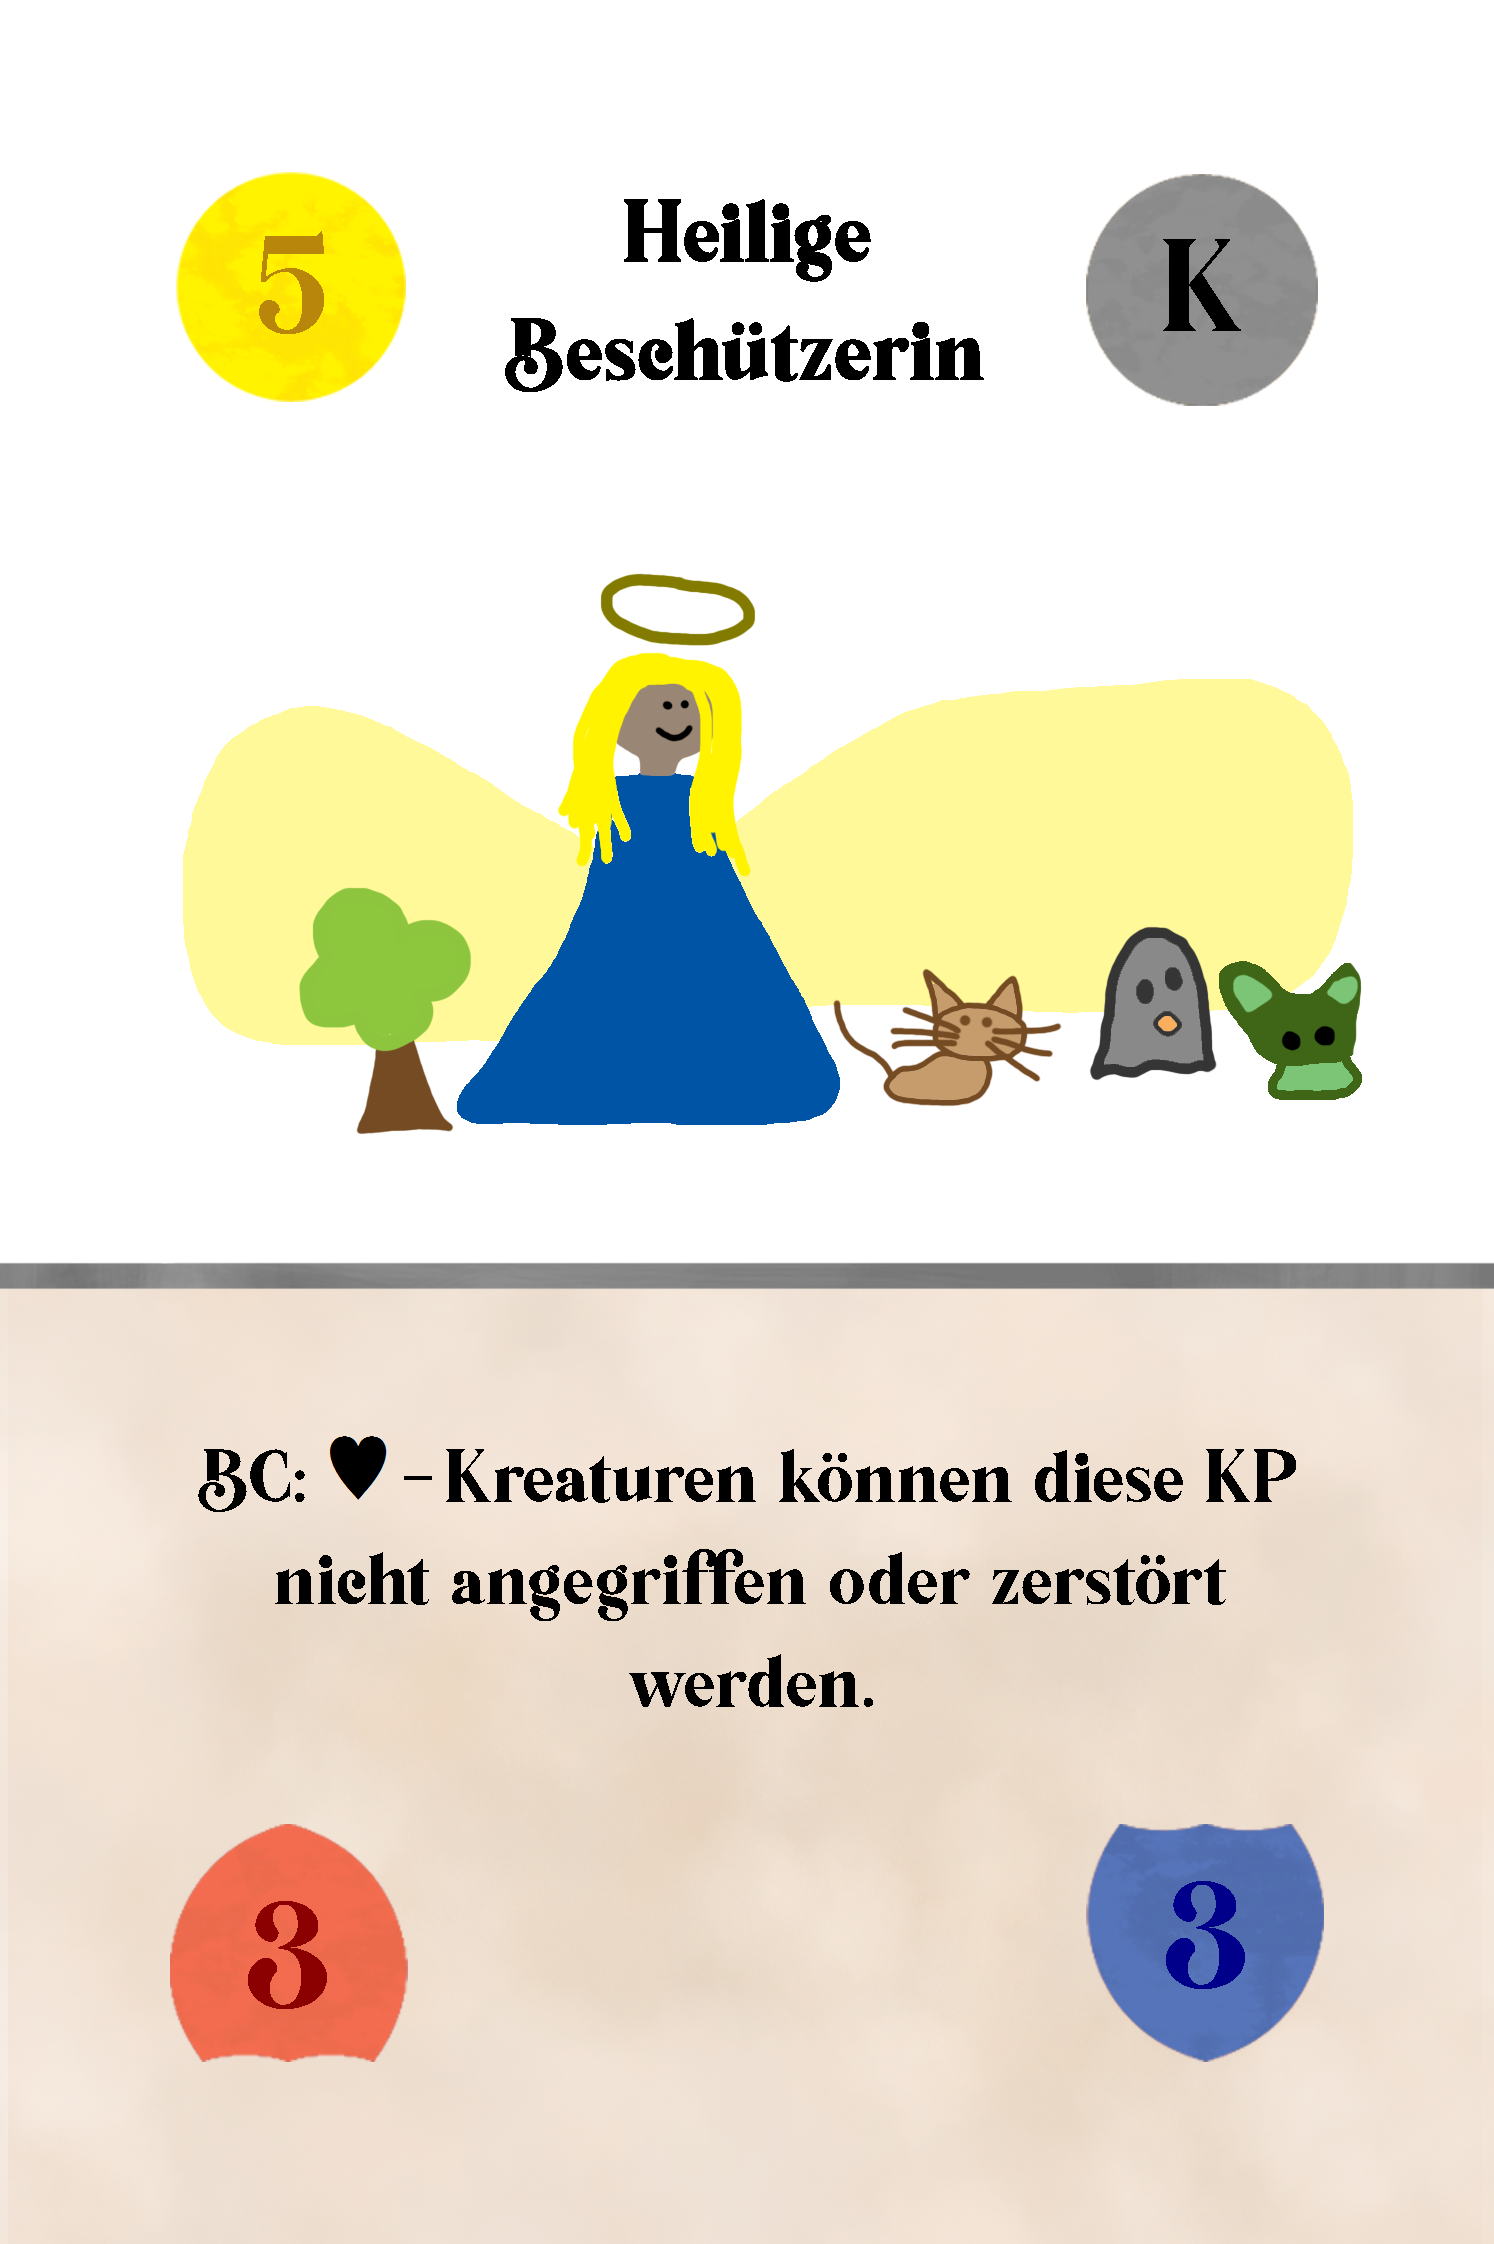 5
Heilige
K
Beschützerin
BC: ♥ – Kreaturen können diese KP
nicht angegriffen oder zerstört
werden.
3
3